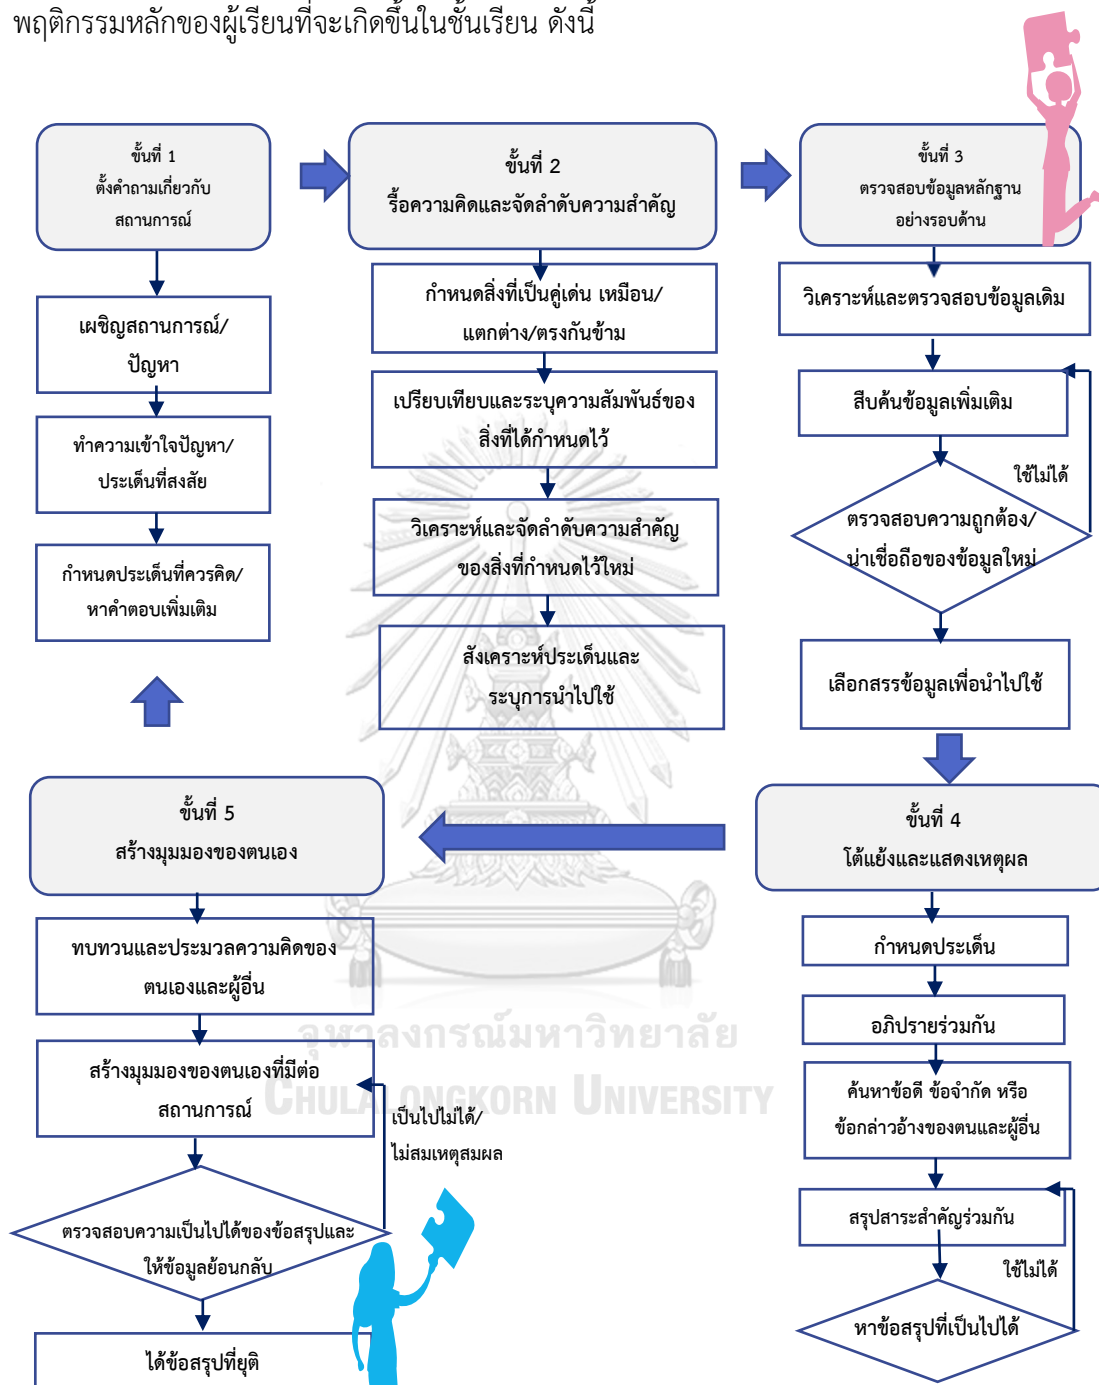 พฤติกรรมหลักของผู้เรียนที่จะเกิดขึ้นในชั้นเรียน ดังนี้
ขั้นที่ 1
ตั้งคำถามเกี่ยวกับ
สถานการณ์
เผชิญสถานการณ์/
ปัญหา
ทำความเข้าใจปัญหา/
ประเด็นที่สงสัย
กำหนดประเด็นที่ควรคิด/
หาคำตอบเพิ่มเติม
ขั้นที่ 2
รื้อความคิดและจัดลำดับความสำคัญ
กำหนดสิ่งที่เป็นคู่เด่น เหมือน/
แตกต่าง/ตรงกันข้าม
เปรียบเทียบและระบุความสัมพันธ์ของ
สิ่งที่ได้กำหนดไว้
วิเคราะห์และจัดลำดับความสำคัญ
ของสิ่งที่กำหนดไว้ใหม่
สังเคราะห์ประเด็นและ
ระบุการนำไปใช้
ขั้นที่ 3
ตรวจสอบข้อมูลหลักฐาน
อย่างรอบด้าน
วิเคราะห์และตรวจสอบข้อมูลเดิม
สืบค้นข้อมูลเพิ่มเติม
ใช้ไม่ได้
ตรวจสอบความถูกต้อง/
น่าเชื่อถือของข้อมูลใหม่
เลือกสรรข้อมูลเพื่อนำไปใช้
ขั้นที่ 4
โต้แย้งและแสดงเหตุผล
กำหนดประเด็น
อภิปรายร่วมกัน
ค้นหาข้อดี ข้อจำกัด หรือ
ข้อกล่าวอ้างของตนและผู้อื่น
สรุปสาระสำคัญร่วมกัน
ใช้ไม่ได้
หาข้อสรุปที่เป็นไปได้
ขั้นที่ 5
สร้างมุมมองของตนเอง
ทบทวนและประมวลความคิดของ
ตนเองและผู้อื่น
สร้างมุมมองของตนเองที่มีต่อ
สถานการณ์
เป็นไปไม่ได้/
ไม่สมเหตุสมผล
ตรวจสอบความเป็นไปได้ของข้อสรุปและ
ให้ข้อมูลย้อนกลับ
ได้ข้อสรุปที่ยุติ
จุฬาลงกรณ์มหาวิทยาลัย
CHULALONGKORN UNIVERSITY